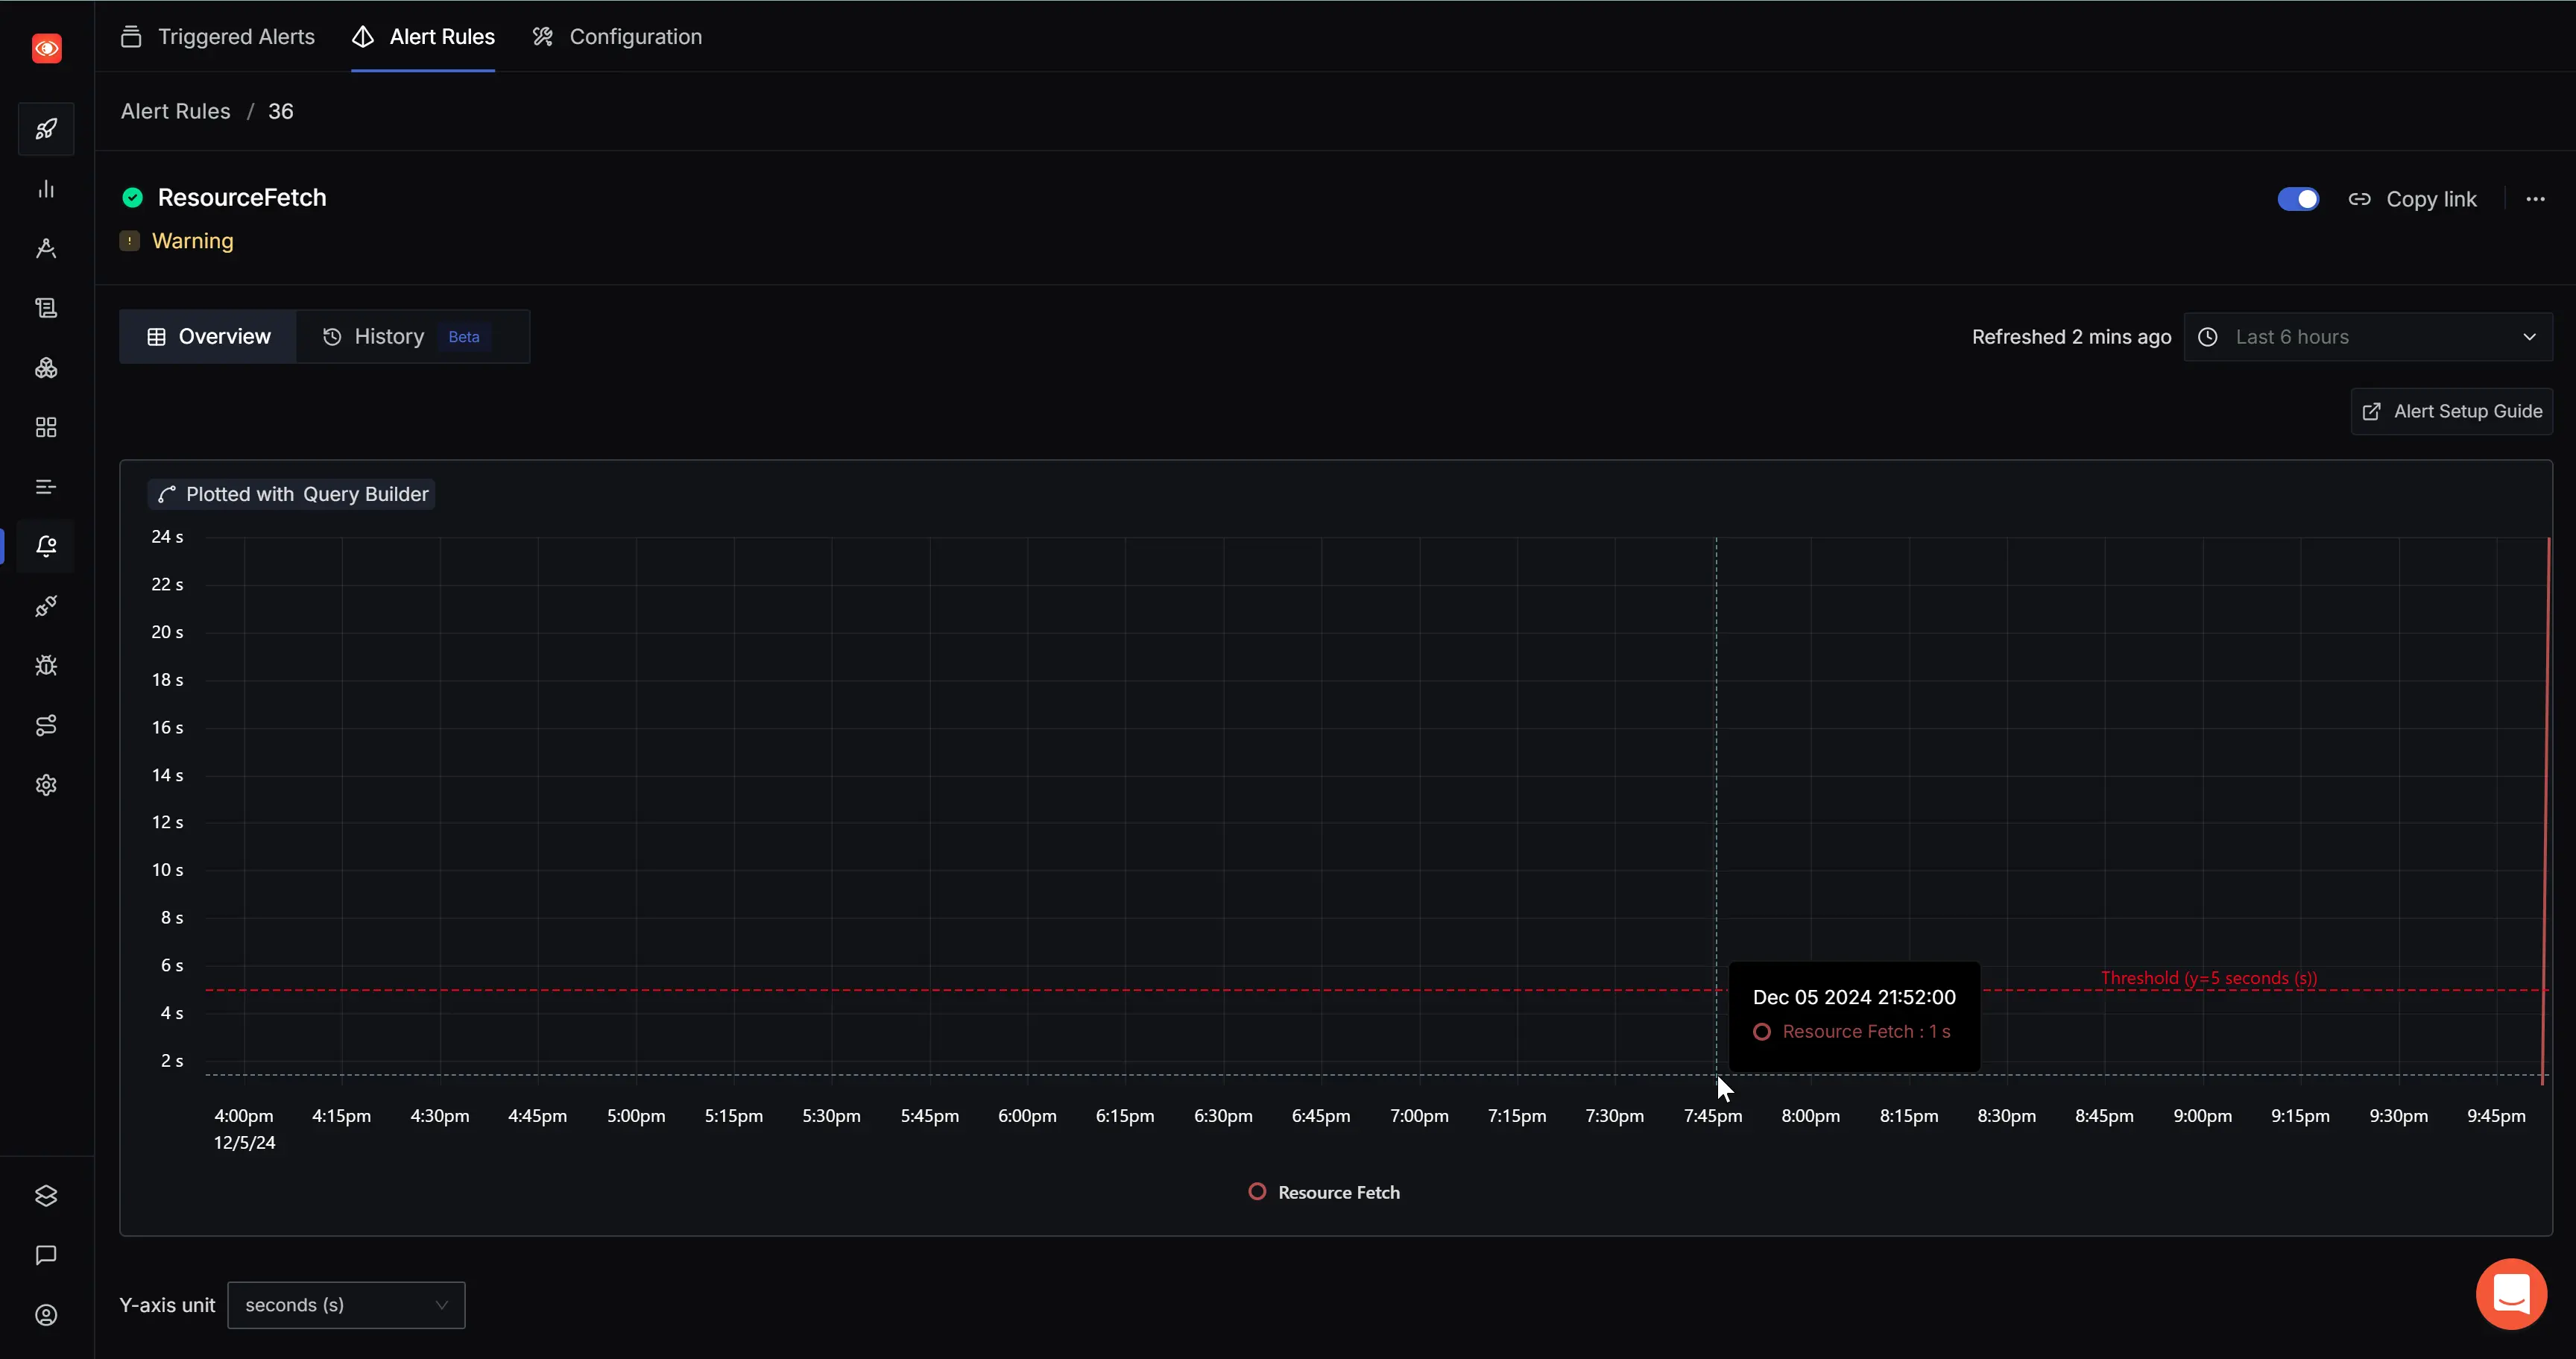 Triggered Alerts Alert Rules Configuration
Alert Rules / 36
ResourceFetch
Copy link
Warning
Overview History Beta
Refreshed 2 mins ago Last 6 hours
Alert Setup Guide
Plotted with Query Builder
24 s
22 s
20 s
18 s
16 s
14 s
12 s
10 s
8 s
6 s
Threshold (y=5 seconds (s))
Dec 05 2024 21:52:00
4 s
Resource Fetch : 1 s
2 s
4:00pm 4:15pm 4:30pm 4:45pm 5:00pm 5:15pm 5:30pm 5:45pm 6:00pm 6:15pm 6:30pm 6:45pm 7:00pm 7:15pm 7:30pm 7:45pm 8:00pm 8:15pm 8:30pm 8:45pm 9:00pm 9:15pm 9:30pm 9:45pm
12/5/24
Resource Fetch
Y-axis unit seconds (s)